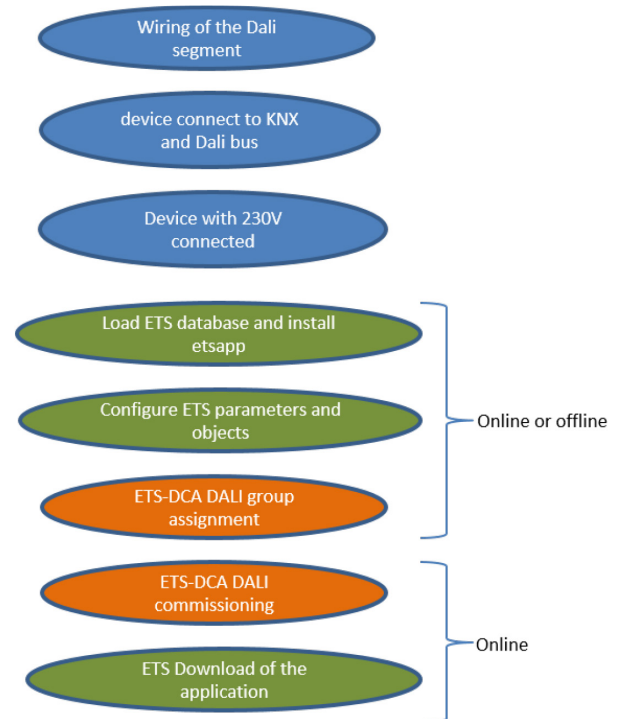 Wiring of the Dali
segment
device connect to KNX
and Dali bus
Device with 230V
connected
Load ETS database and install
etsapp
Configure ETS parameters and
objects
Online or offline
ETS-DCA DALI group
assignment
ETS-DCA DALI
commissioning
Online
ETS Download of the
application